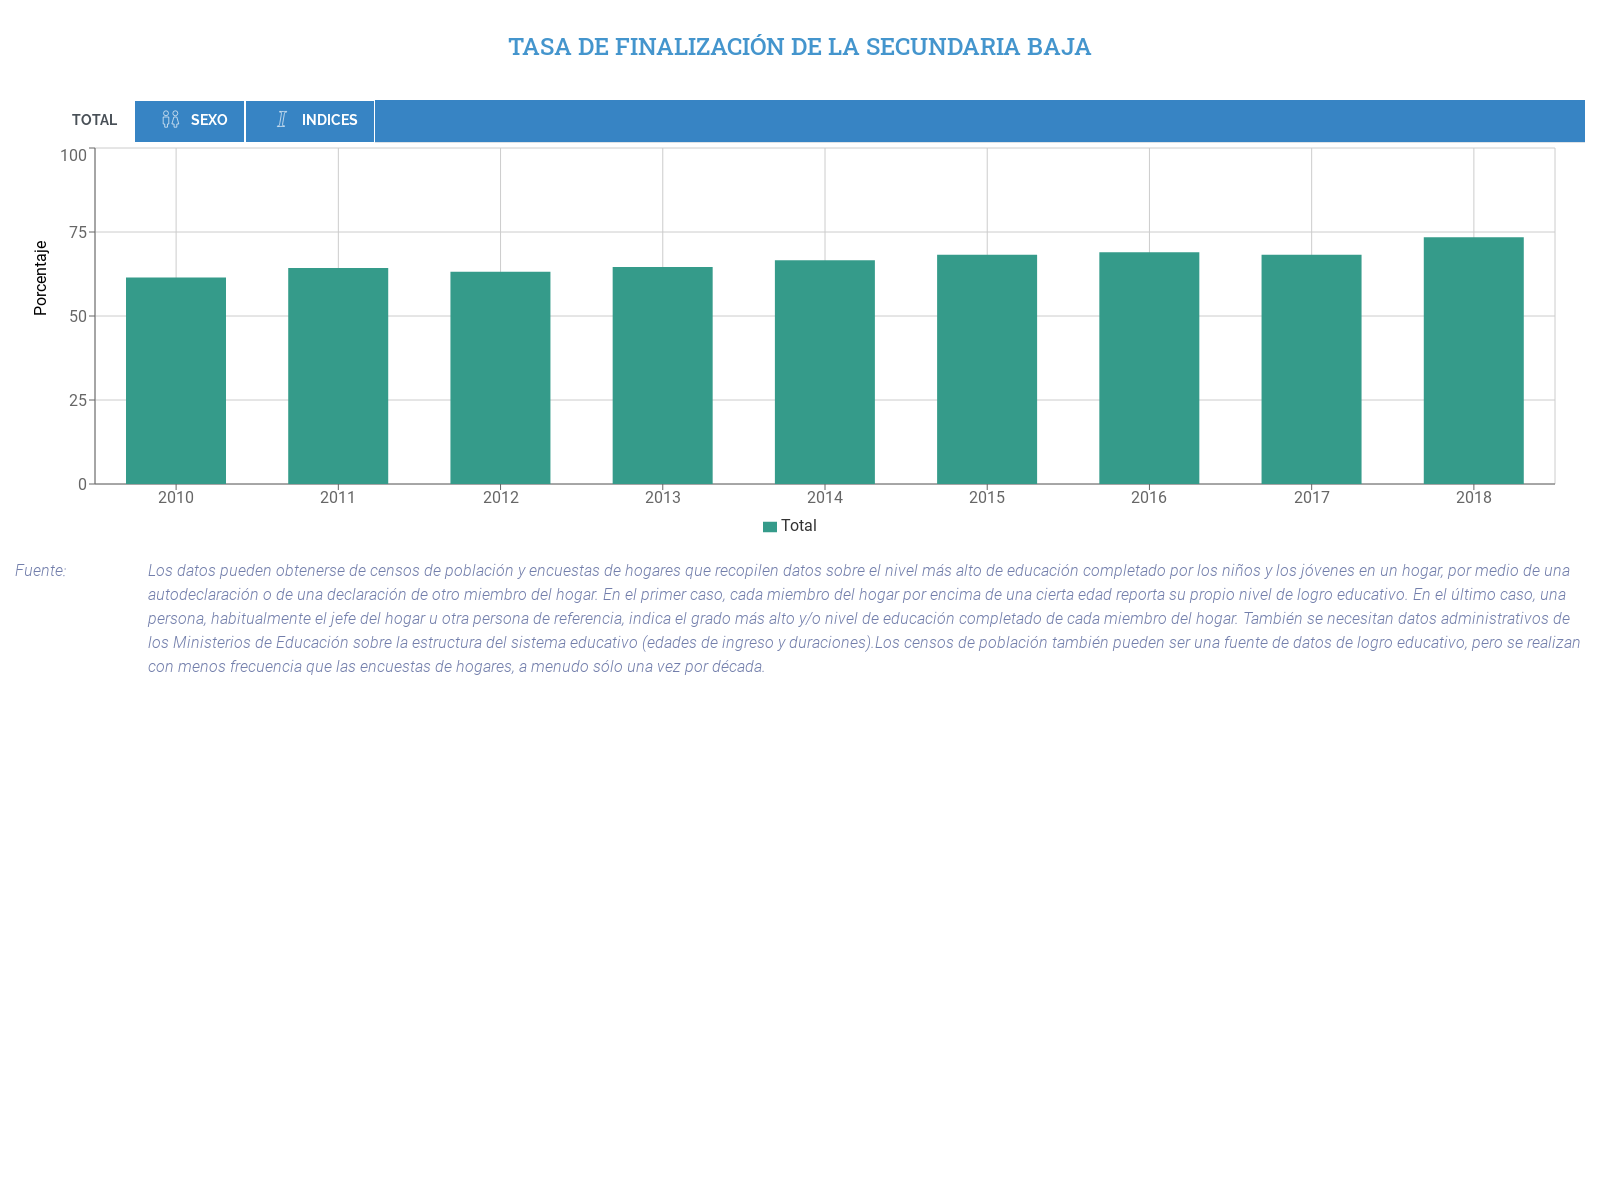 TASA DE FINALIZACIÓN DE LA SECUNDARIA BAJA
TOTAL SEXO INDICES
100
75
50
25
0
Porcentaje
2010 2011 2012 2013 2014 2015 2016 2017 2018
Total
Fuente: Los datos pueden obtenerse de censos de población y encuestas de hogares que recopilen datos sobre el nivel más alto de educación completado por los niños y los jóvenes en un hogar, por medio de una
autodeclaración o de una declaración de otro miembro del hogar. En el primer caso, cada miembro del hogar por encima de una cierta edad reporta su propio nivel de logro educativo. En el último caso, una
persona, habitualmente el jefe del hogar u otra persona de referencia, indica el grado más alto y/o nivel de educación completado de cada miembro del hogar. También se necesitan datos administrativos de
los Ministerios de Educación sobre la estructura del sistema educativo (edades de ingreso y duraciones).Los censos de población también pueden ser una fuente de datos de logro educativo, pero se realizan
con menos frecuencia que las encuestas de hogares, a menudo sólo una vez por década.